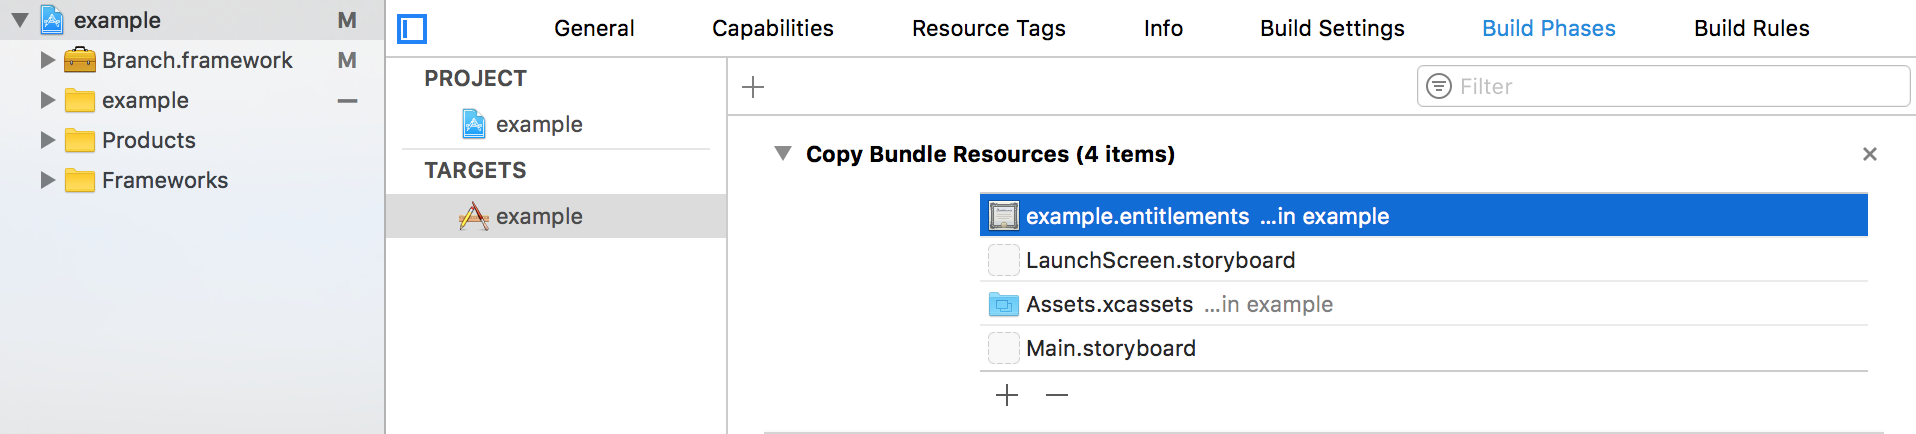 example M
Branch.framework M
example
Products
Frameworks
General Capabilities Resource Tags Info Build Settings Build Phases Build Rules
PROJECT
example
TARGETS
example
Filter
Copy Bundle Resources (4 items)
example.entitlements ...in example
LaunchScreen.storyboard
Assets.xcassets ...in example
Main.storyboard